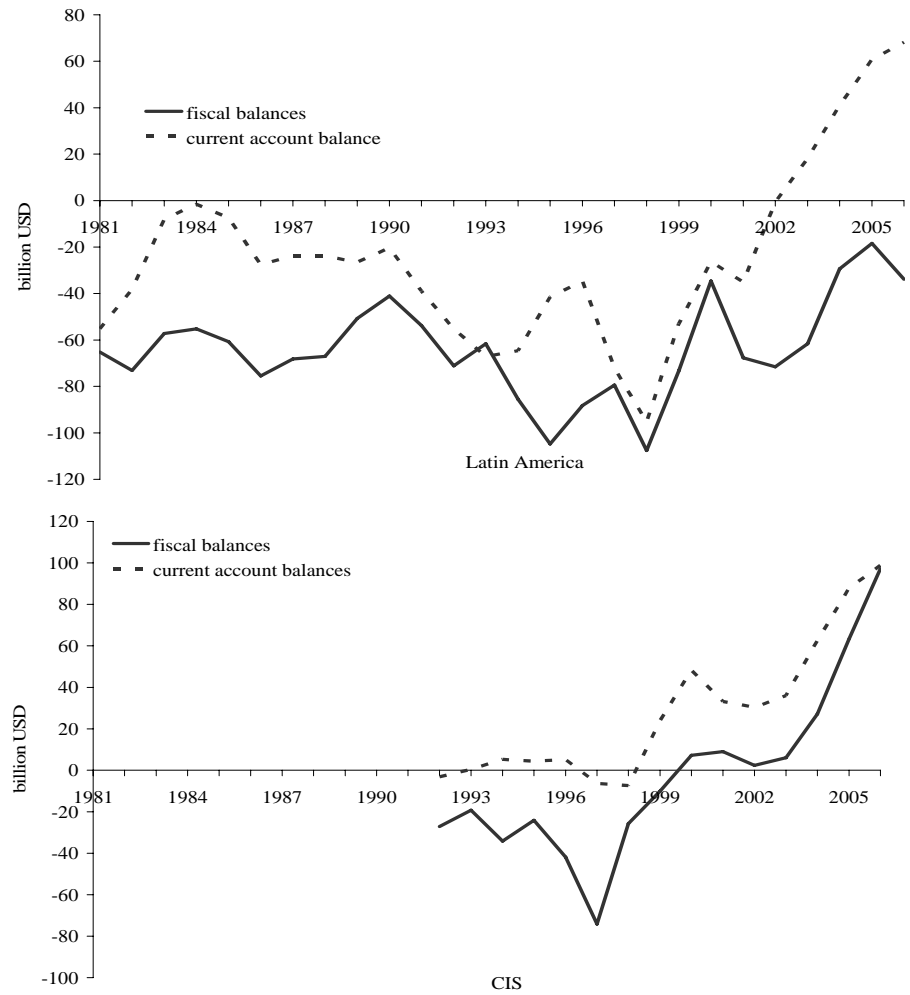 80
60
40
fiscal balances
20
current account balance
0
1981 1984 1987 1990 1993 1996 1999 2002 2005
billion USD
-20
-40
-60
-80
-100
Latin America
-120
120
fiscal balances
100
current account balances
80
60
40
20
billion USD
0
1981 1984 1987 1990 1993 1996 1999 2002 2005
-20
-40
-60
-80
-100
CIS